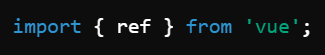 import { ref } from 'vue';